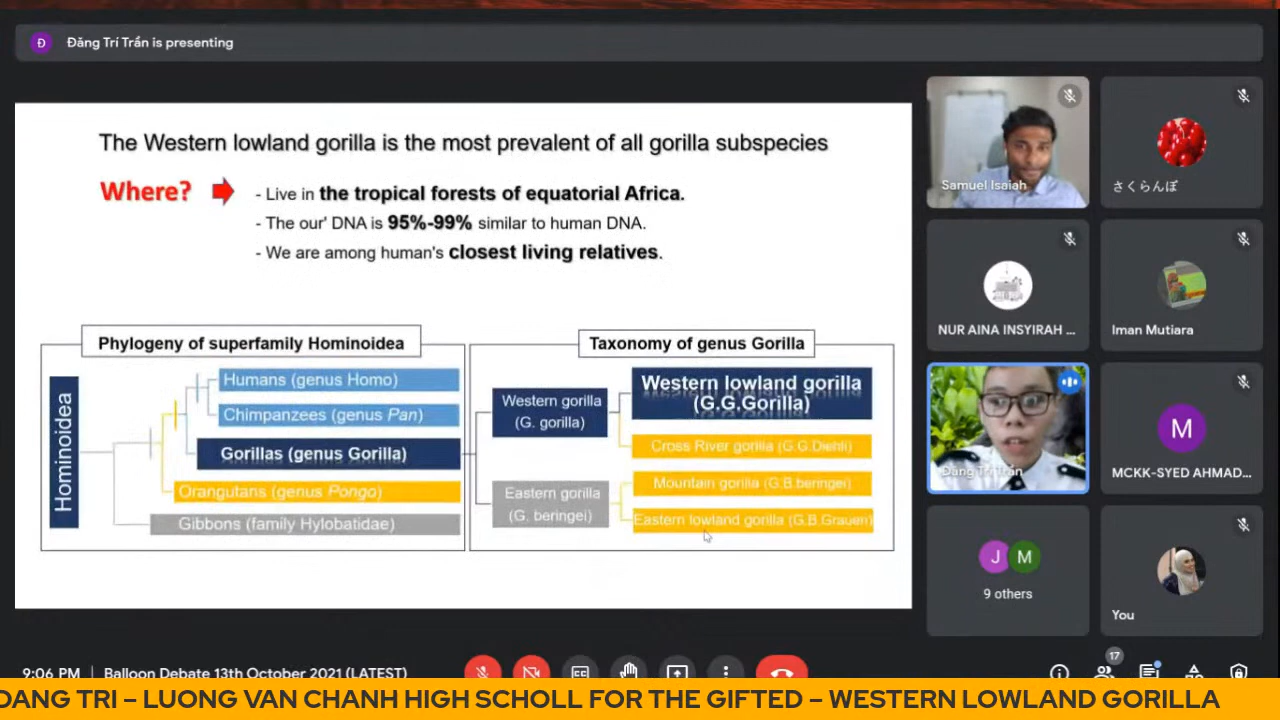 Đ Đăng Trí Trần is presenting
The Western lowland gorilla is the most prevalent of all gorilla subspecies
Where?
- Live in the tropical forests of equatorial Africa.
- The our' DNA is 95%-99% similar to human DNA.
- We are among human's closest living relatives.
Phylogeny of superfamily Hominoidea
Hominoidea
Humans (genus Homo)
Chimpanzees (genus Pan)
Gorillas (genus Gorilla)
Orangutans (genus Pongo)
Gibbons (family Hylobatidae)
Taxonomy of genus Gorilla
Western gorilla
(G. gorilla)
Western lowland gorilla
(G.G.Gorilla)
Cross River gorilla (G.G.Diehli)
Eastern gorilla
(G. beringei)
Mountain gorilla (G.B.beringei)
Eastern lowland gorilla (G.B.Grauen)
Samuel Isaiah
さくらんぼ
NUR AINA INSYIRAH ...
Iman Mutiara
Đăng Trí Trần
M
MCKK-SYED AHMAD...
J M
9 others
You
9:06 PM | Balloon Debate 13th October 2021 (LATEST)
17
DANG TRI – LUONG VAN CHANH HIGH SCHOLL FOR THE GIFTED – WESTERN LOWLAND GORILLA